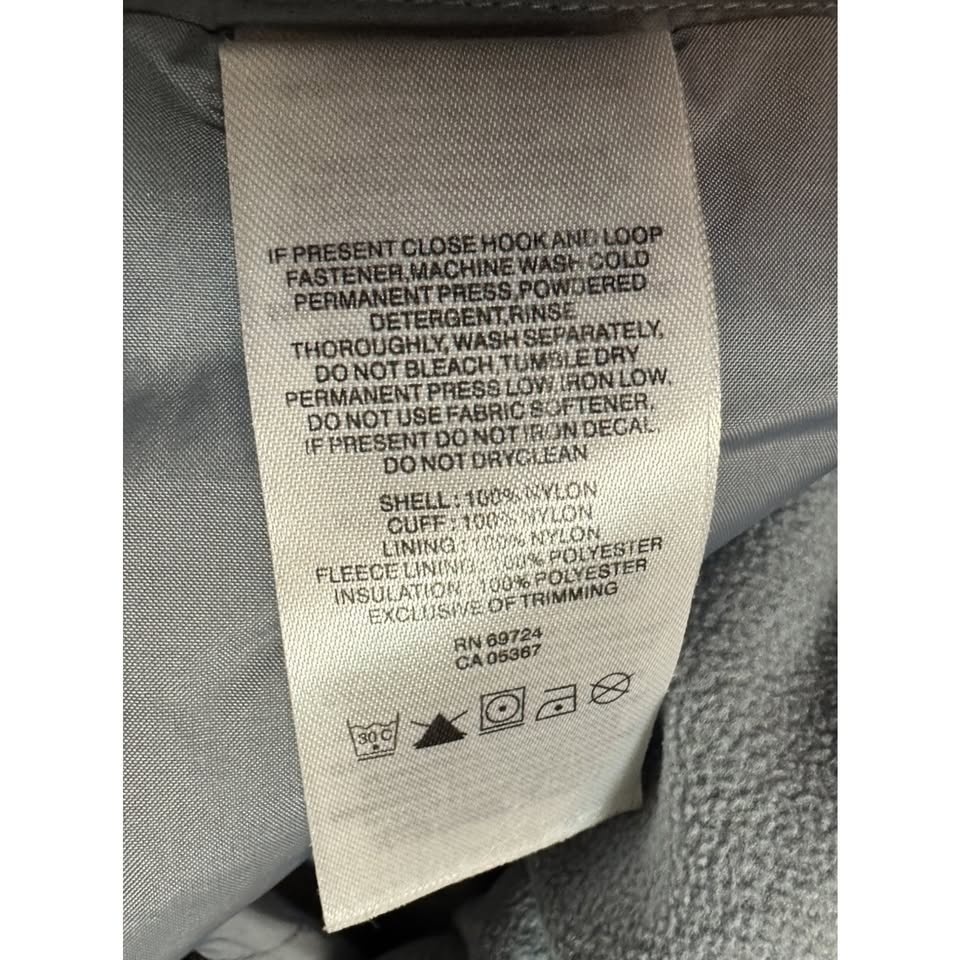 IF PRESENT CLOSE HOOK AND LOOP
FASTENER,MACHINE WASH COLD
PERMANENT PRESS,POWDERED
DETERGENT,RINSE
THOROUGHLY, WASH SEPARATELY,
DO NOT BLEACH, TUMBLE DRY
PERMANENT PRESS LOW,IRON LOW,
DO NOT USE FABRIC SOFTENER,
IF PRESENT DO NOT IRON DECAL,
DO NOT DRYCLEAN
SHELL : 100% NYLON
CUFF : 100% NYLON
LINING : 100% NYLON
FLEECE LINING : 100% POLYESTER
INSULATION : 100% POLYESTER
EXCLUSIVE OF TRIMMING
RN 69724
CA 05367
30 C